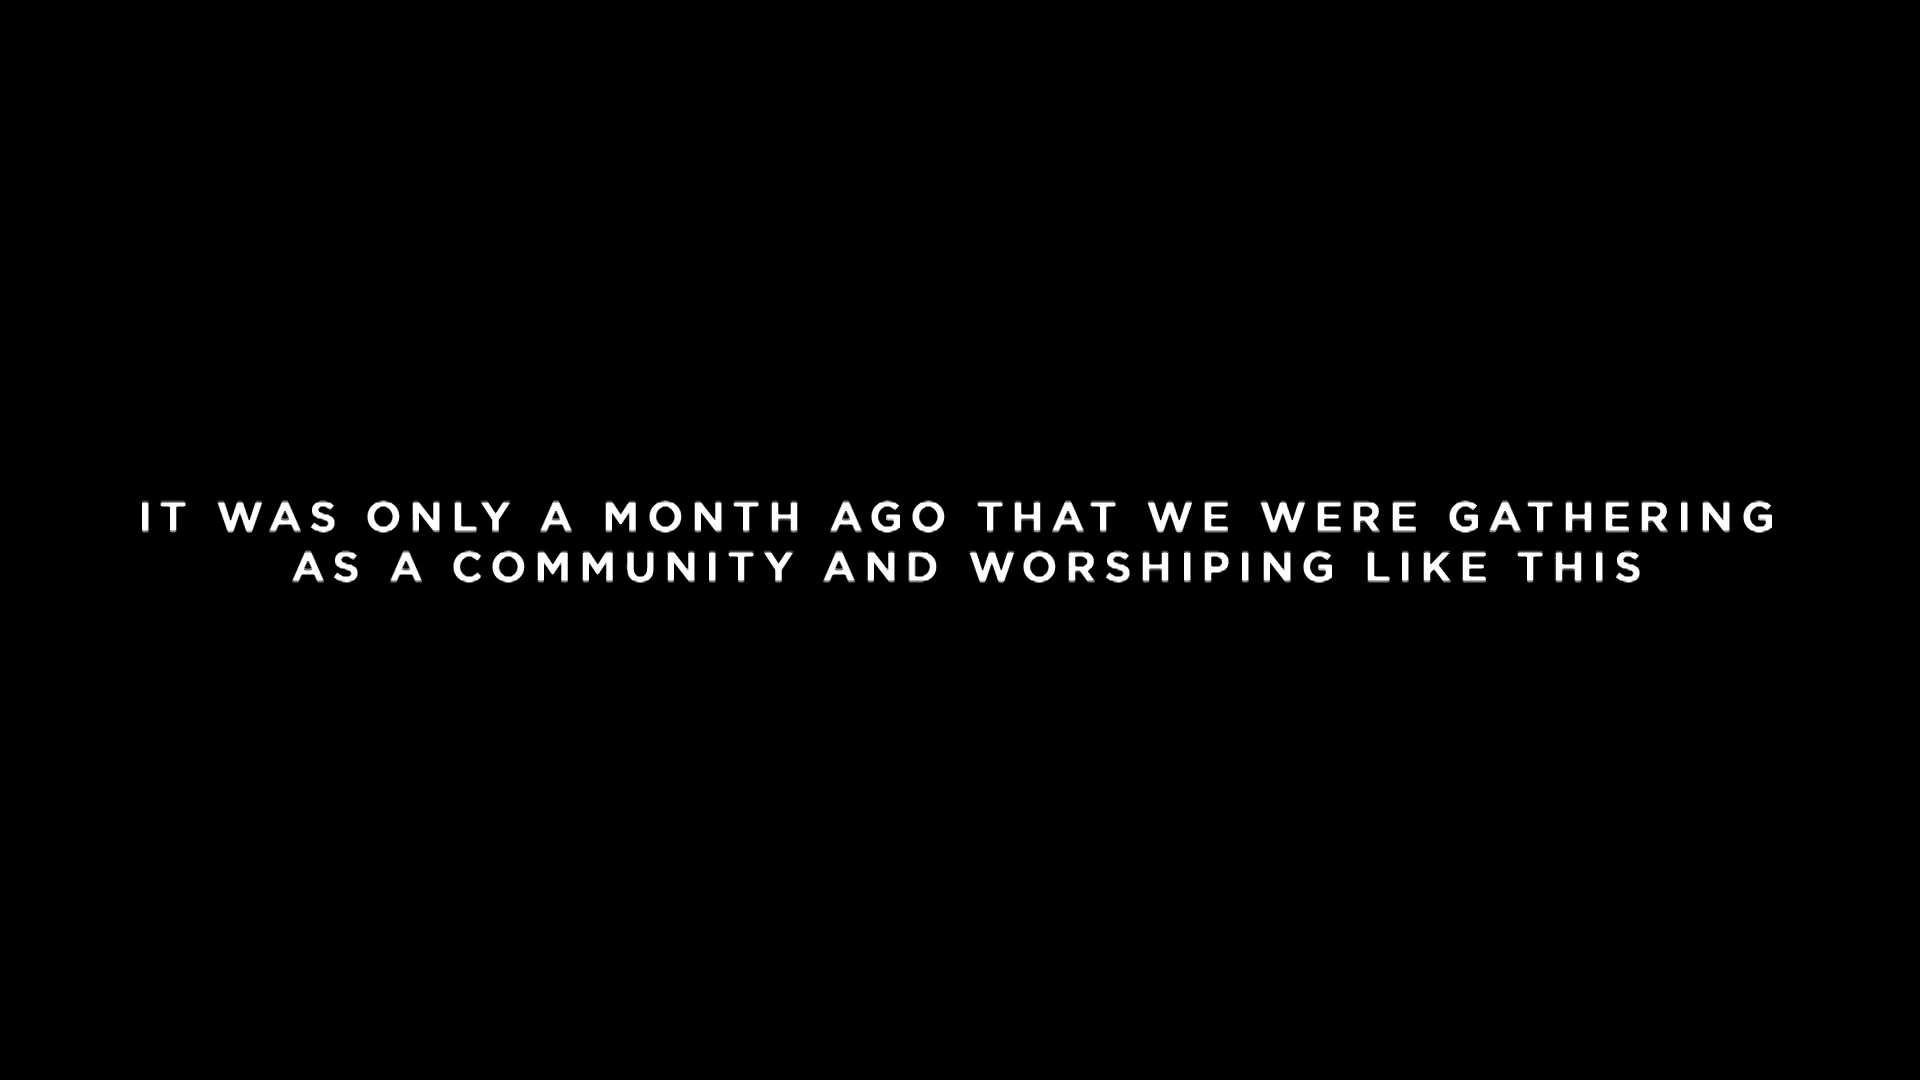 IT WAS ONLY A MONTH AGO THAT WE WERE GATHERING
AS A COMMUNITY AND WORSHIPING LIKE THIS